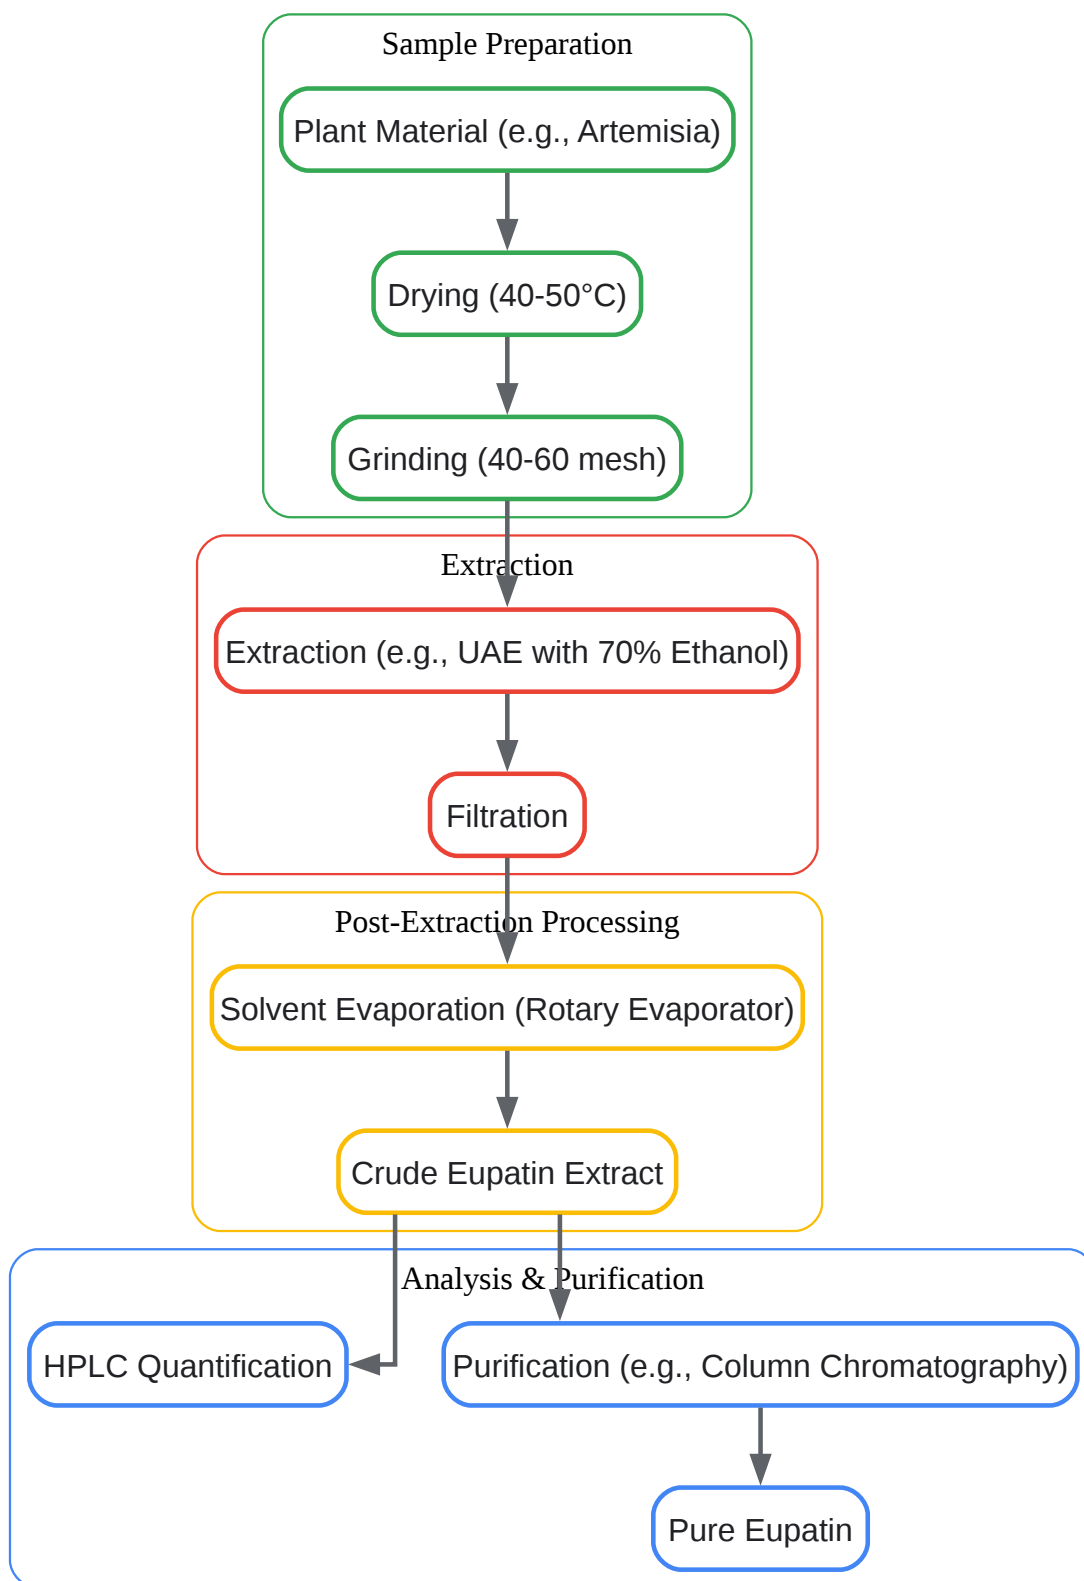 Sample Preparation
Plant Material (e.g., Artemisia)
Drying (40-50°C)
Grinding (40-60 mesh)
Extraction
Extraction (e.g., UAE with 70% Ethanol)
Filtration
Post-Extraction Processing
Solvent Evaporation (Rotary Evaporator)
Crude Eupatin Extract
Analysis & Purification
HPLC Quantification
Purification (e.g., Column Chromatography)
Pure Eupatin